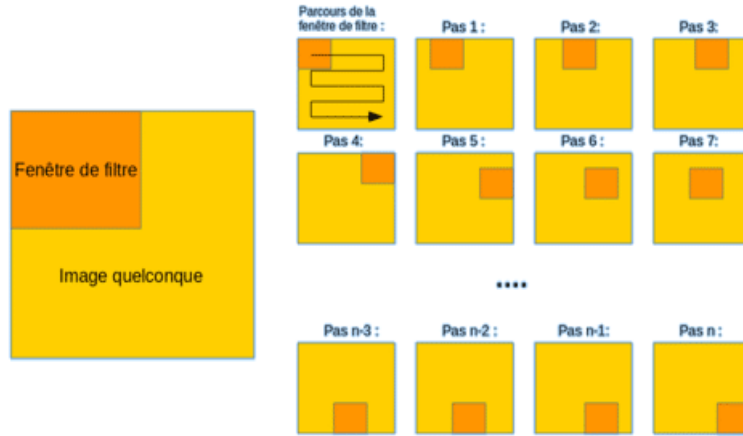 Parcours de la
fenêtre de filtre :
Pas 1 :
Pas 2:
Pas 3:
Fenêtre de filtre
Image quelconque
Pas 4:
Pas 5 :
Pas 6 :
Pas 7:
....
Pas n-3 :
Pas n-2 :
Pas n-1:
Pas n :